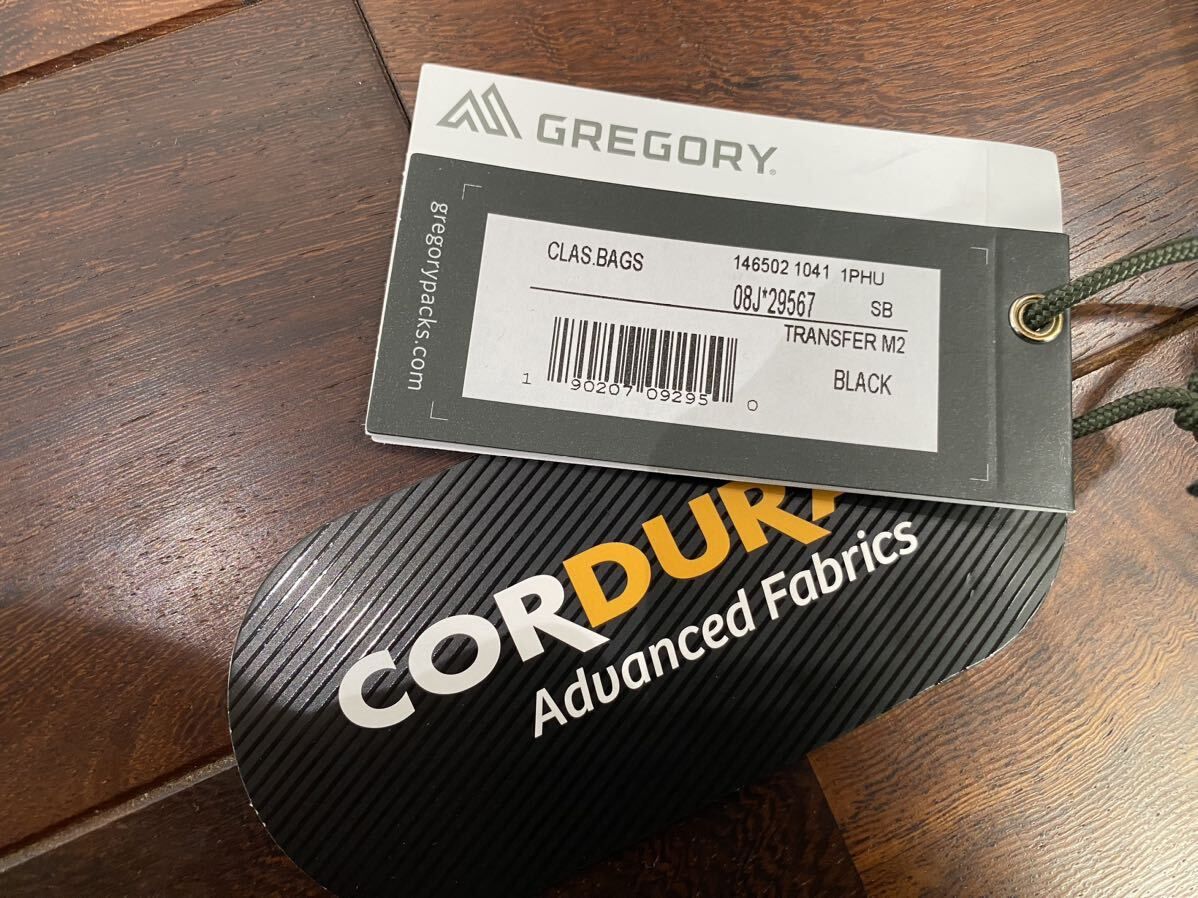 GREGORY®
gregorypacks.com
CLAS.BAGS 146502 1041 1PHU
08J*29567 SB
TRANSFER M2
BLACK
1 90207 09295 0
CORDURA
Advanced Fabrics